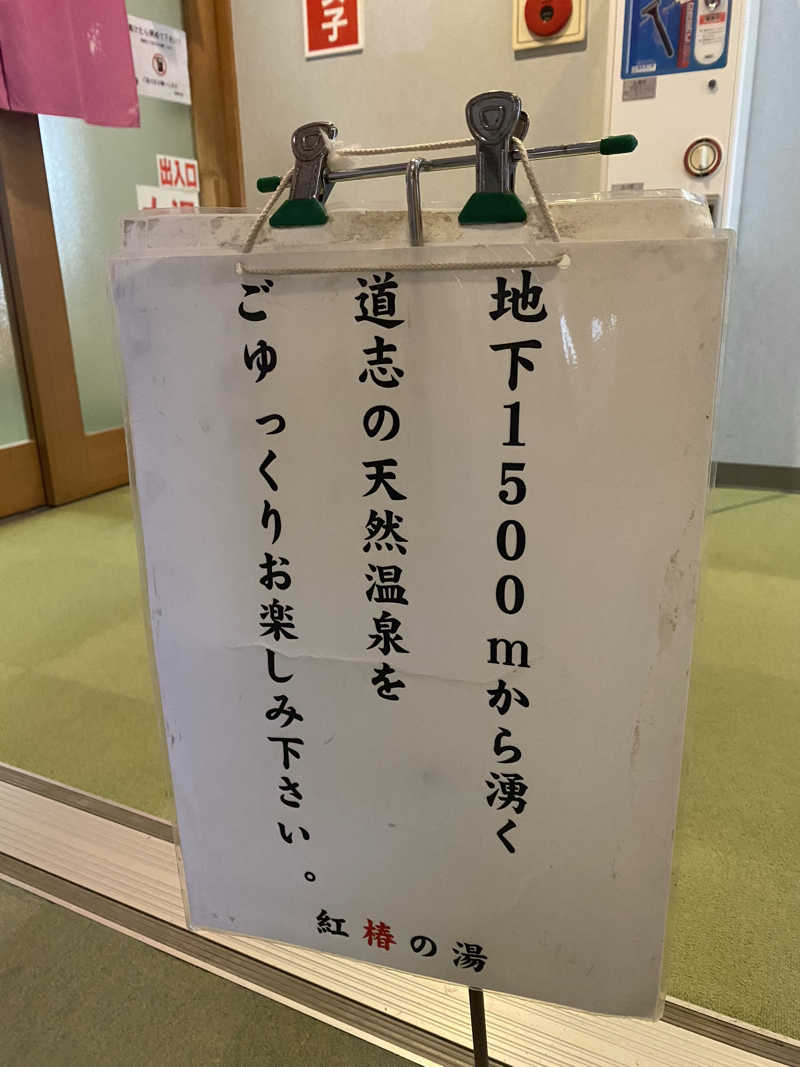 地下1500mから湧く
道志の天然温泉を
ごゆっくりお楽しみ下さい。
紅椿の湯
出入口